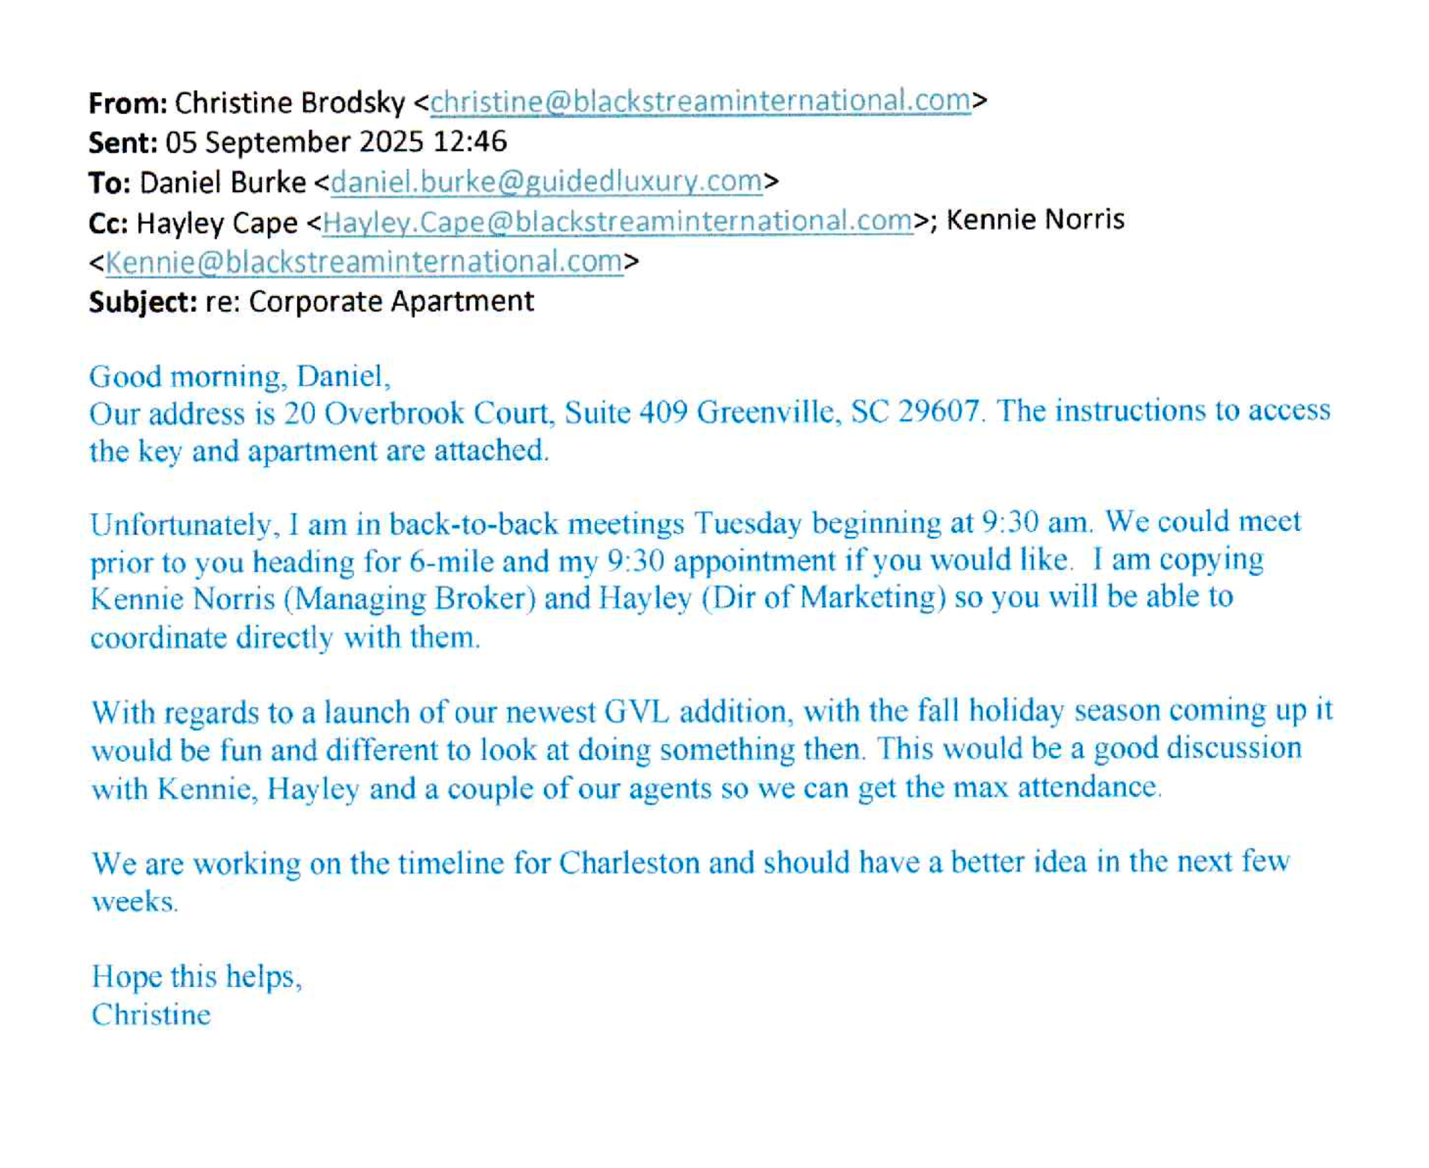 From: Christine Brodsky <christine@blackstreaminternational.com>
Sent: 05 September 2025 12:46
To: Daniel Burke <daniel.burke@guidedluxury.com>
Cc: Hayley Cape <Hayley.Cape@blackstreaminternational.com>; Kennie Norris
<Kennie@blackstreaminternational.com>
Subject: re: Corporate Apartment
Good morning, Daniel,
Our address is 20 Overbrook Court, Suite 409 Greenville, SC 29607. The instructions to access
the key and apartment are attached.
Unfortunately, I am in back-to-back meetings Tuesday beginning at 9:30 am. We could meet
prior to you heading for 6-mile and my 9:30 appointment if you would like.  I am copying
Kennie Norris (Managing Broker) and Hayley (Dir of Marketing) so you will be able to
coordinate directly with them.
With regards to a launch of our newest GVL addition, with the fall holiday season coming up it
would be fun and different to look at doing something then. This would be a good discussion
with Kennie, Hayley and a couple of our agents so we can get the max attendance.
We are working on the timeline for Charleston and should have a better idea in the next few
weeks.
Hope this helps,
Christine